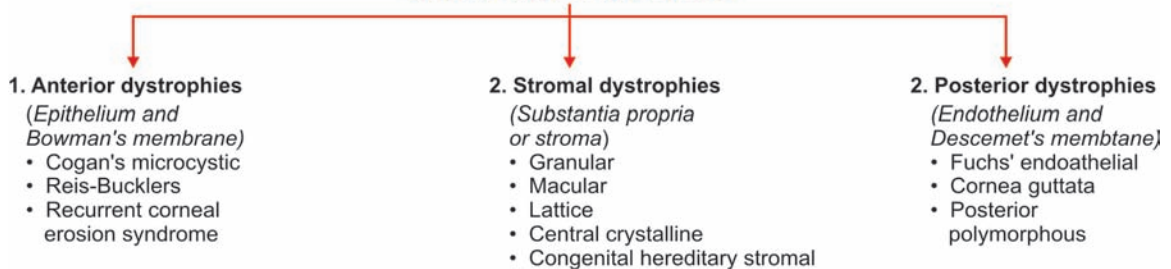 1. Anterior dystrophies
(Epithelium and
Bowman's membrane)
• Cogan's microcystic
• Reis-Bucklers
• Recurrent corneal
erosion syndrome
2. Stromal dystrophies
(Substantia propria
or stroma)
• Granular
• Macular
• Lattice
• Central crystalline
• Congenital hereditary stromal
2. Posterior dystrophies
(Endothelium and
Descemet's membtane)
• Fuchs' endoathelial
• Cornea guttata
• Posterior
polymorphous